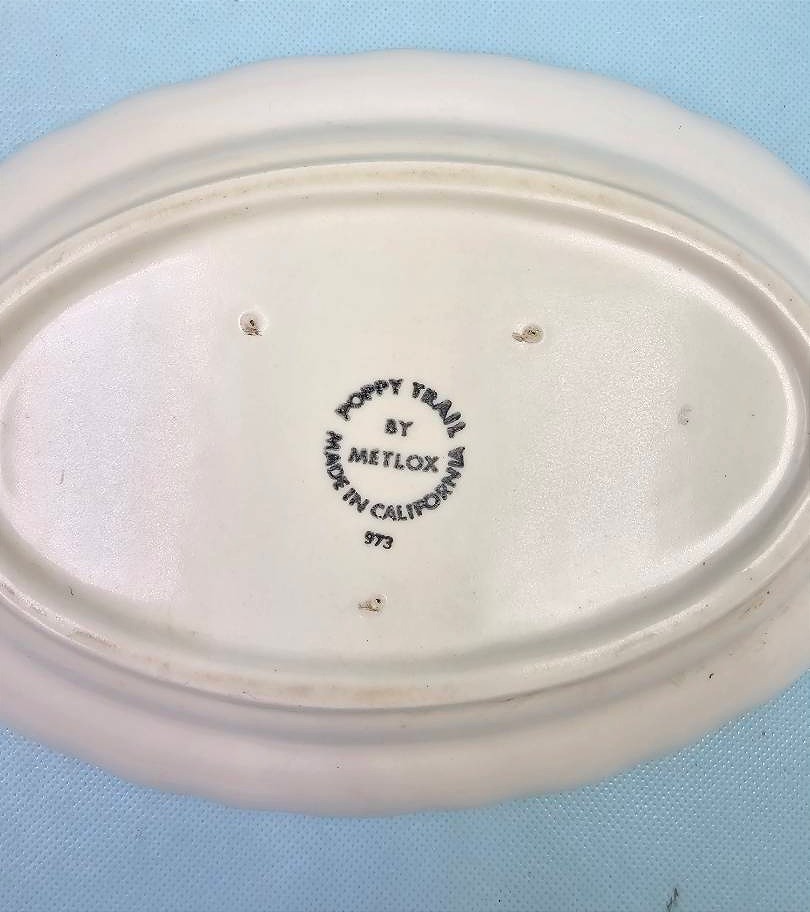 POPPY TRAIL
BY
METLOX
MADE IN CALIFORNIA
973